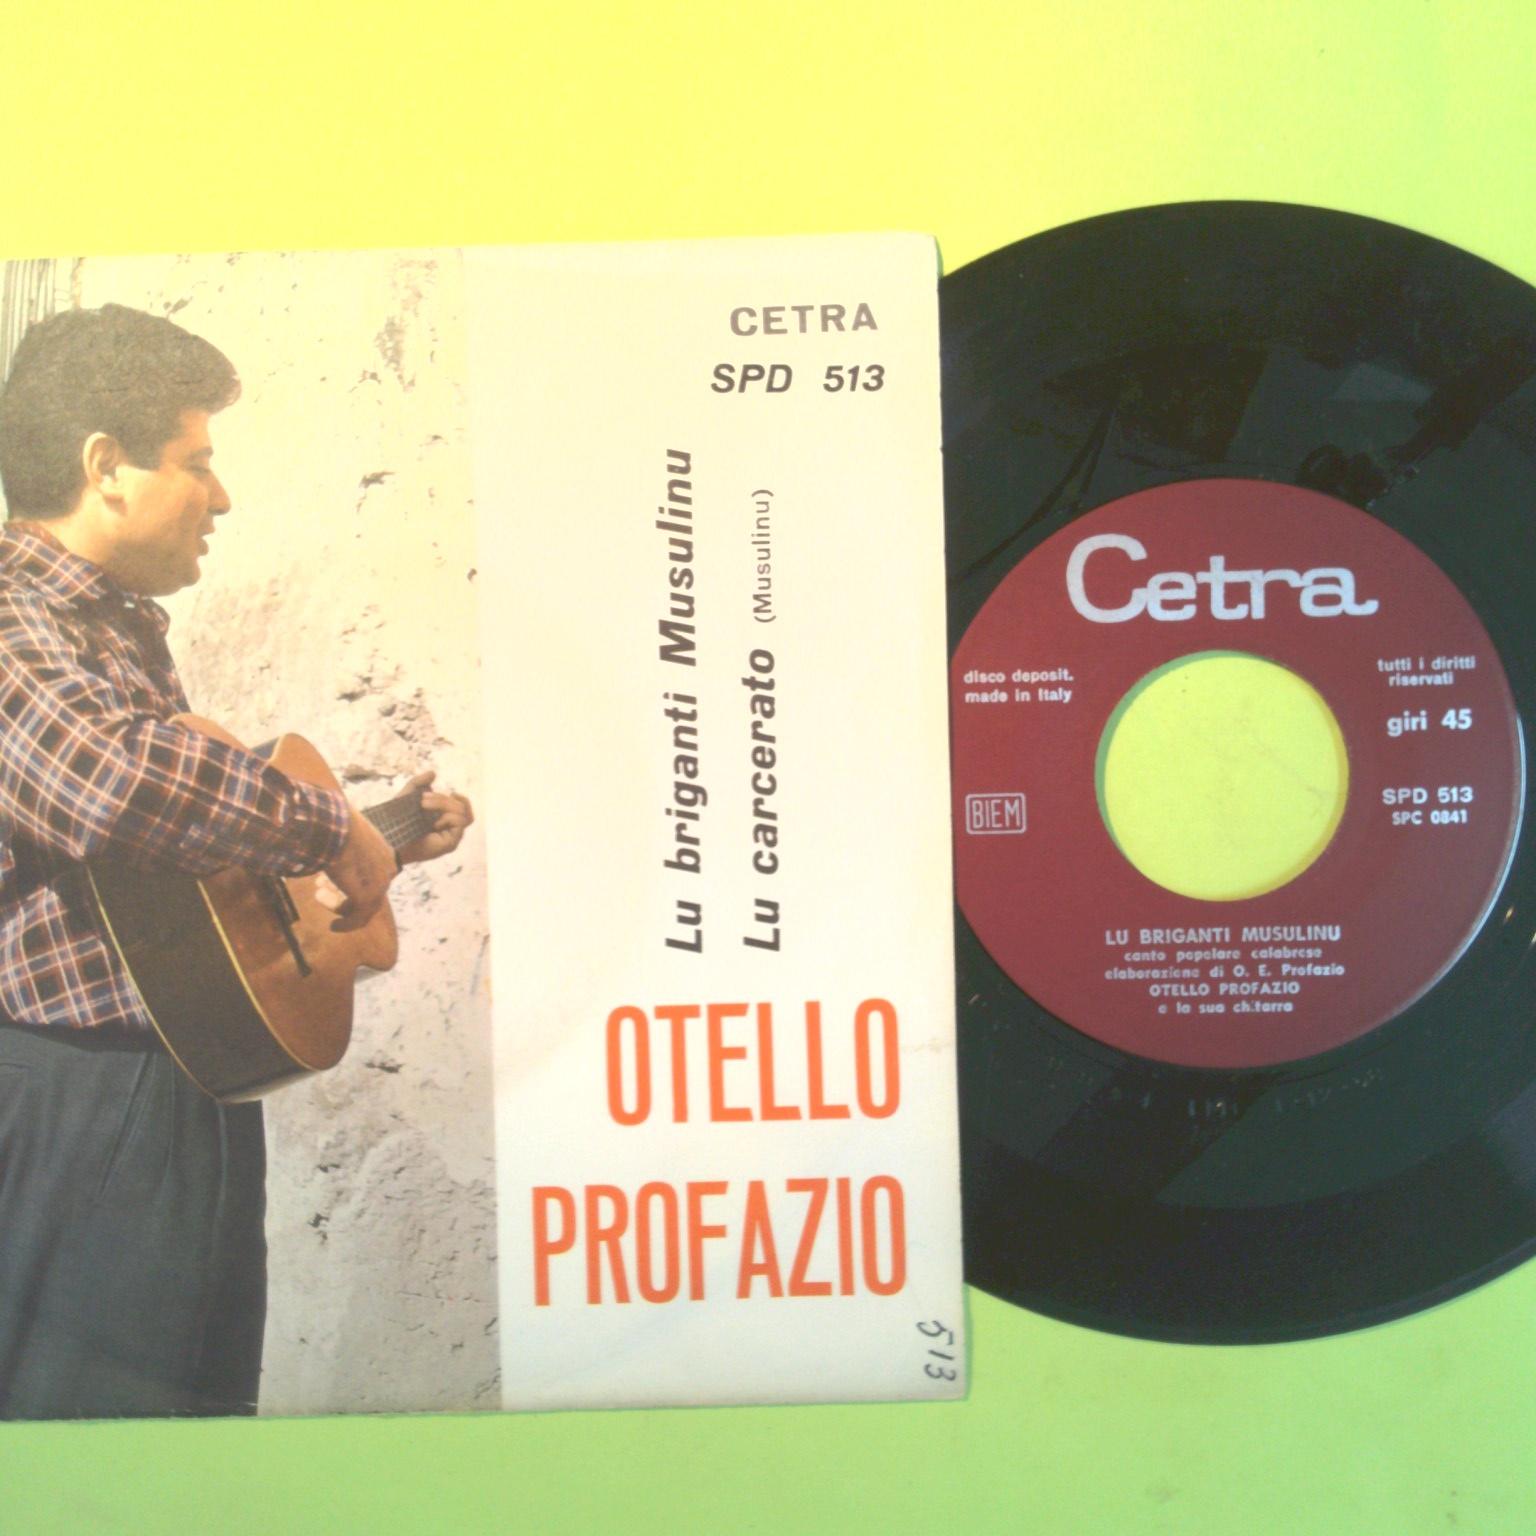 CETRA
SPD 513
Lu briganti Musulinu
Lu carcerato (Musulinu)
OTELLO
PROFAZIO
513
Cetra
disco deposit.
made in Italy
tutti i diritti
riservati
giri 45
BIEM
SPD 513
SPC 0841
LU BRIGANTI MUSULINU
canto popolare calabrese
elaborazione di O. E. Profazio
OTELLO PROFAZIO
e la sua chitarra